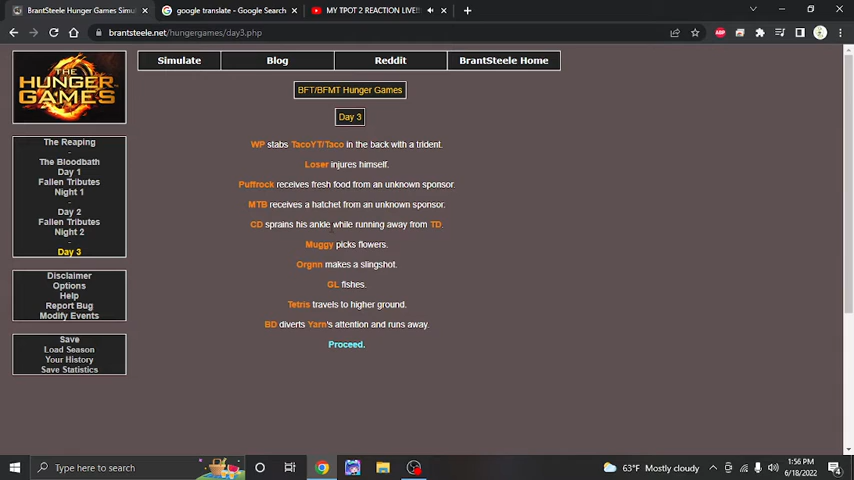 BrantSteele Hunger Games Simu
google translate - Google Search
MY TPOT 2 REACTION LIVE!!
brantsteele.net/hungergames/day3.php
THE HUNGER GAMES
Simulate
Blog
Reddit
BrantSteele Home
BFT/BFMT Hunger Games
Day 3
The Reaping
-
The Bloodbath
Day 1
Fallen Tributes
Night 1
-
Day 2
Fallen Tributes
Night 2
-
Day 3
Disclaimer
Options
Help
Report Bug
Modify Events
Save
Load Season
Your History
Save Statistics
WP stabs TacoYT/Taco in the back with a trident.
Loser injures himself.
Puffrock receives fresh food from an unknown sponsor.
MTB receives a hatchet from an unknown sponsor.
CD sprains his ankle while running away from TD.
Muggy picks flowers.
Orgnn makes a slingshot.
GL fishes.
Tetris travels to higher ground.
BD diverts Yarn's attention and runs away.
Proceed.
Type here to search
63°F Mostly cloudy
1:56 PM
6/18/2022
4